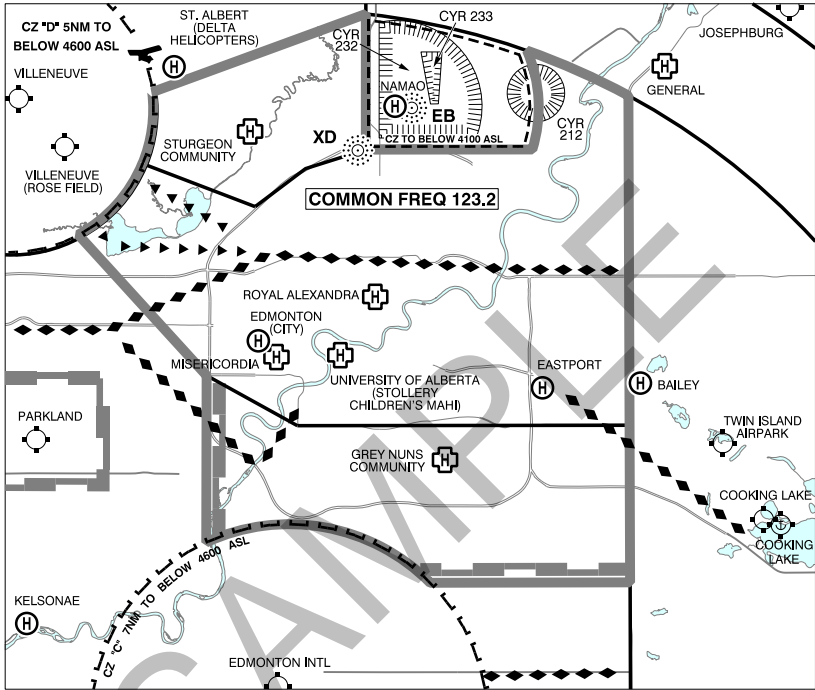 CZ "D" 5NM TO
BELOW 4600 ASL
ST. ALBERT
(DELTA
HELICOPTERS)
CYR
232
CYR 233
JOSEPHBURG
VILLENEUVE
GENERAL
NAMAO
EB
CYR
212
STURGEON
COMMUNITY
XD
CZ TO BELOW 4100 ASL
VILLENEUVE
(ROSE FIELD)
COMMON FREQ 123.2
ROYAL ALEXANDRA
EDMONTON
(CITY)
MISERICORDIA
UNIVERSITY OF ALBERTA
(STOLLERY
CHILDREN'S MAHI)
EASTPORT
BAILEY
PARKLAND
TWIN ISLAND
AIRPARK
GREY NUNS
COMMUNITY
COOKING LAKE
COOKING
LAKE
KELSONAE
CZ "C" 7NM TO BELOW 4600 ASL
EDMONTON INTL
SAMPLE